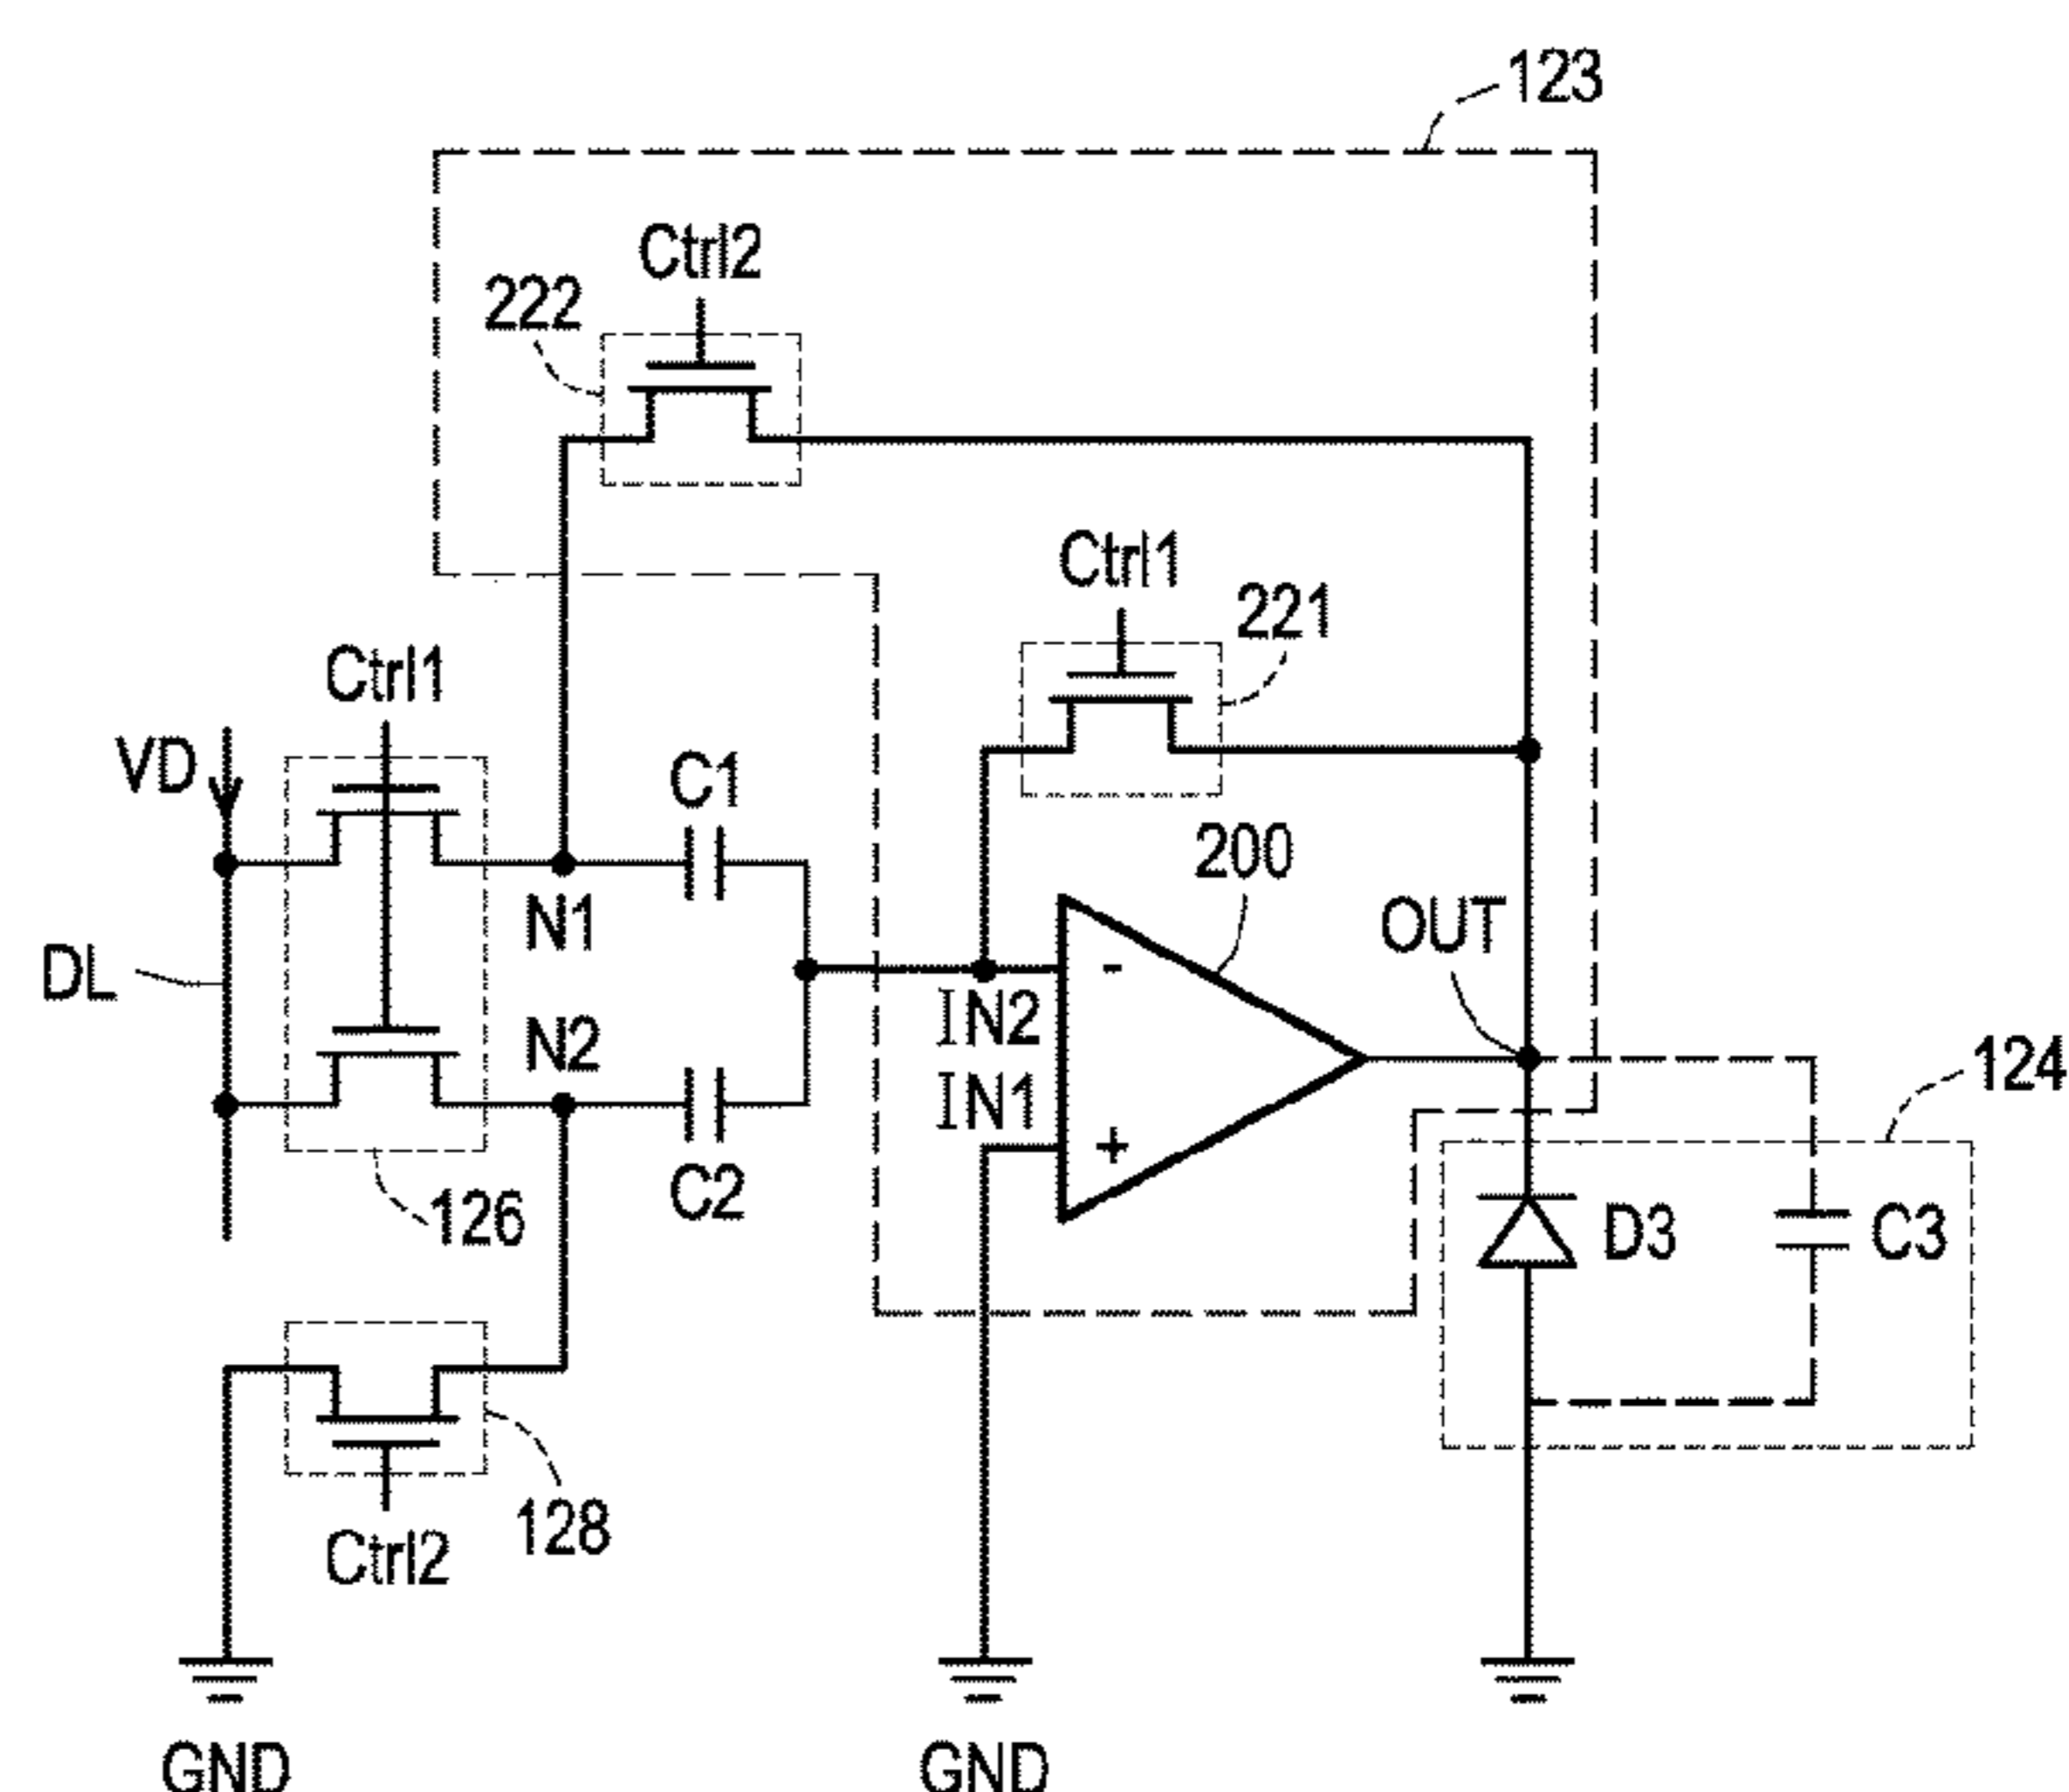 123
Ctrl2
222
Ctrl1
221
Ctrl1
VD
C1
200
N1
OUT
DL
IN2
N2
IN1
124
-
+
C2
126
D3
C3
128
Ctrl2
GND
GND